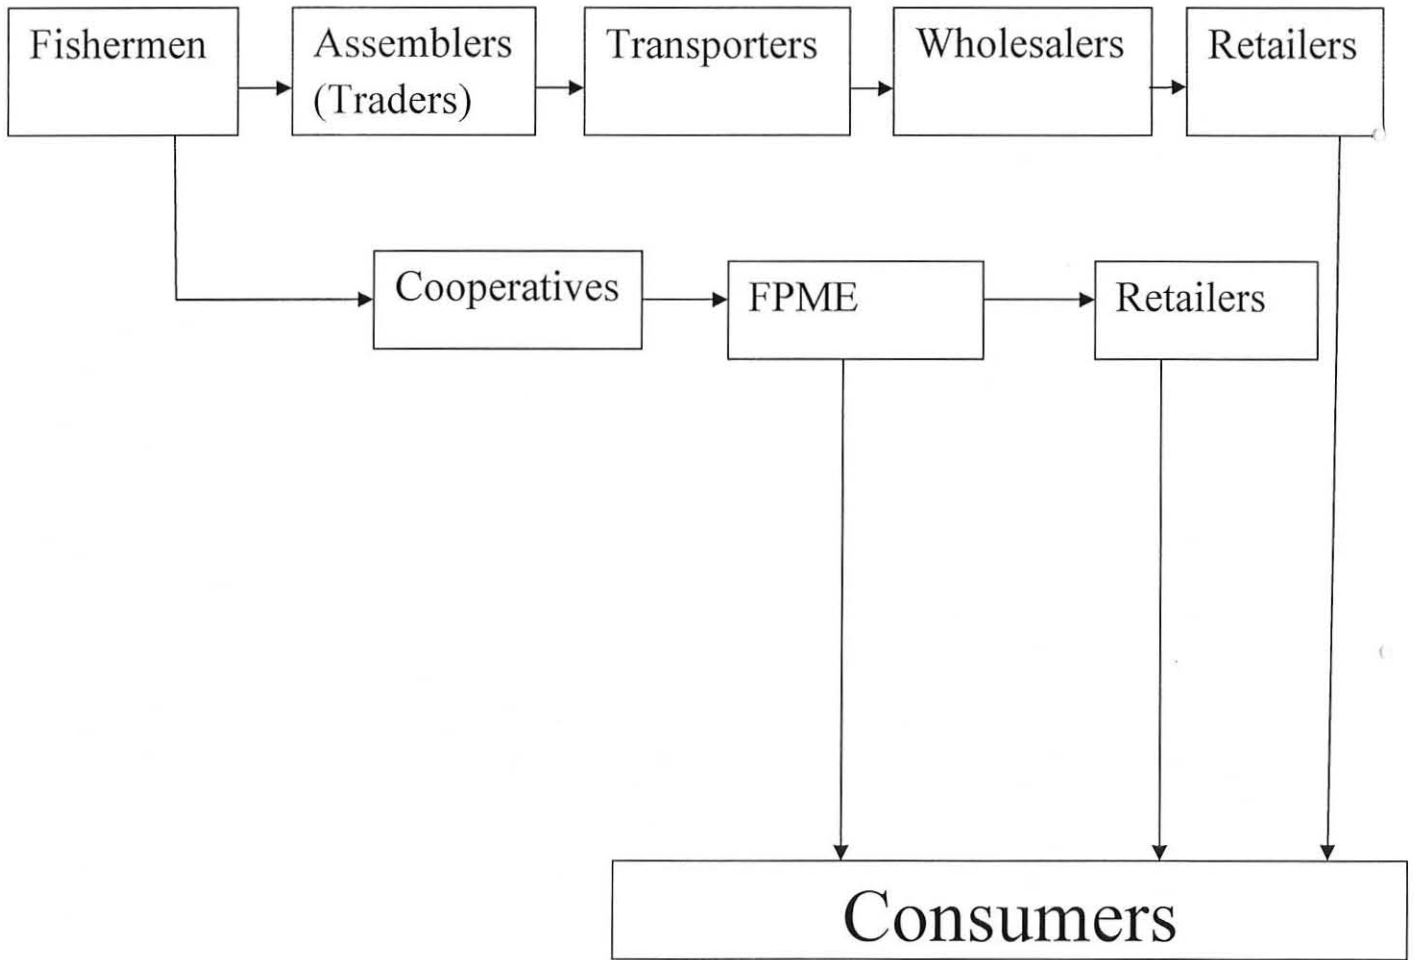 Fishermen
Assemblers
(Traders)
Transporters
Wholesalers
Retailers
Cooperatives
FPME
Retailers
Consumers